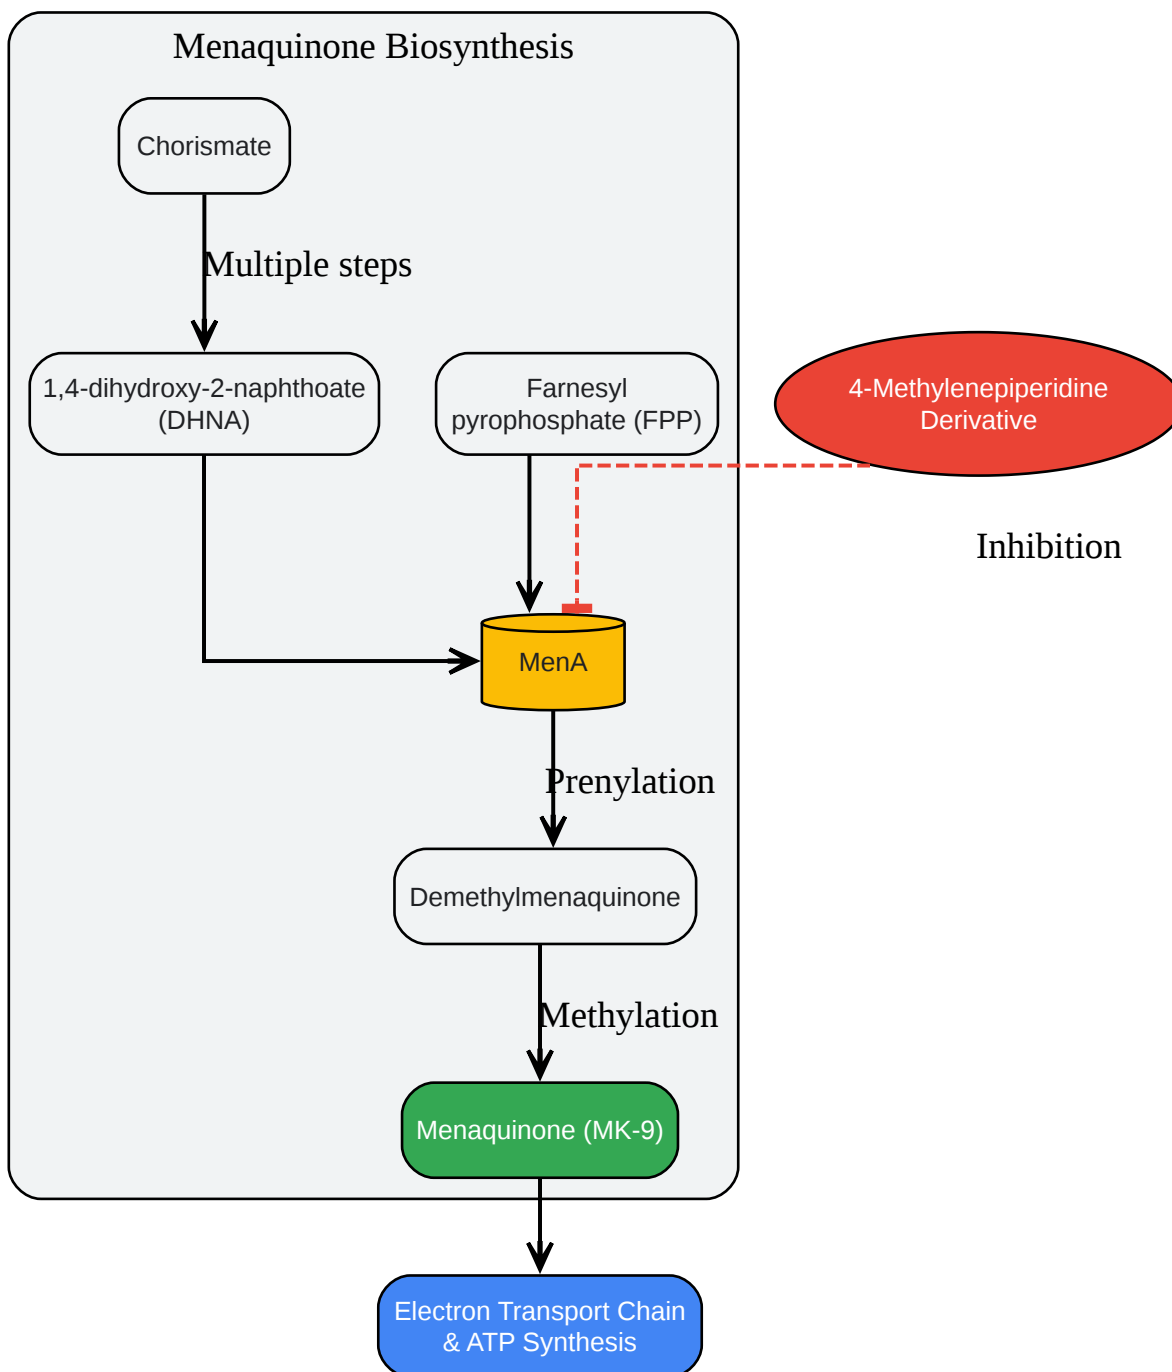 Menaquinone Biosynthesis
Chorismate
Multiple steps
1,4-dihydroxy-2-naphthoate
(DHNA)
Farnesyl
pyrophosphate (FPP)
4-Methylenepiperidine
Derivative
Inhibition
MenA
Prenylation
Demethylmenaquinone
Methylation
Menaquinone (MK-9)
Electron Transport Chain
& ATP Synthesis